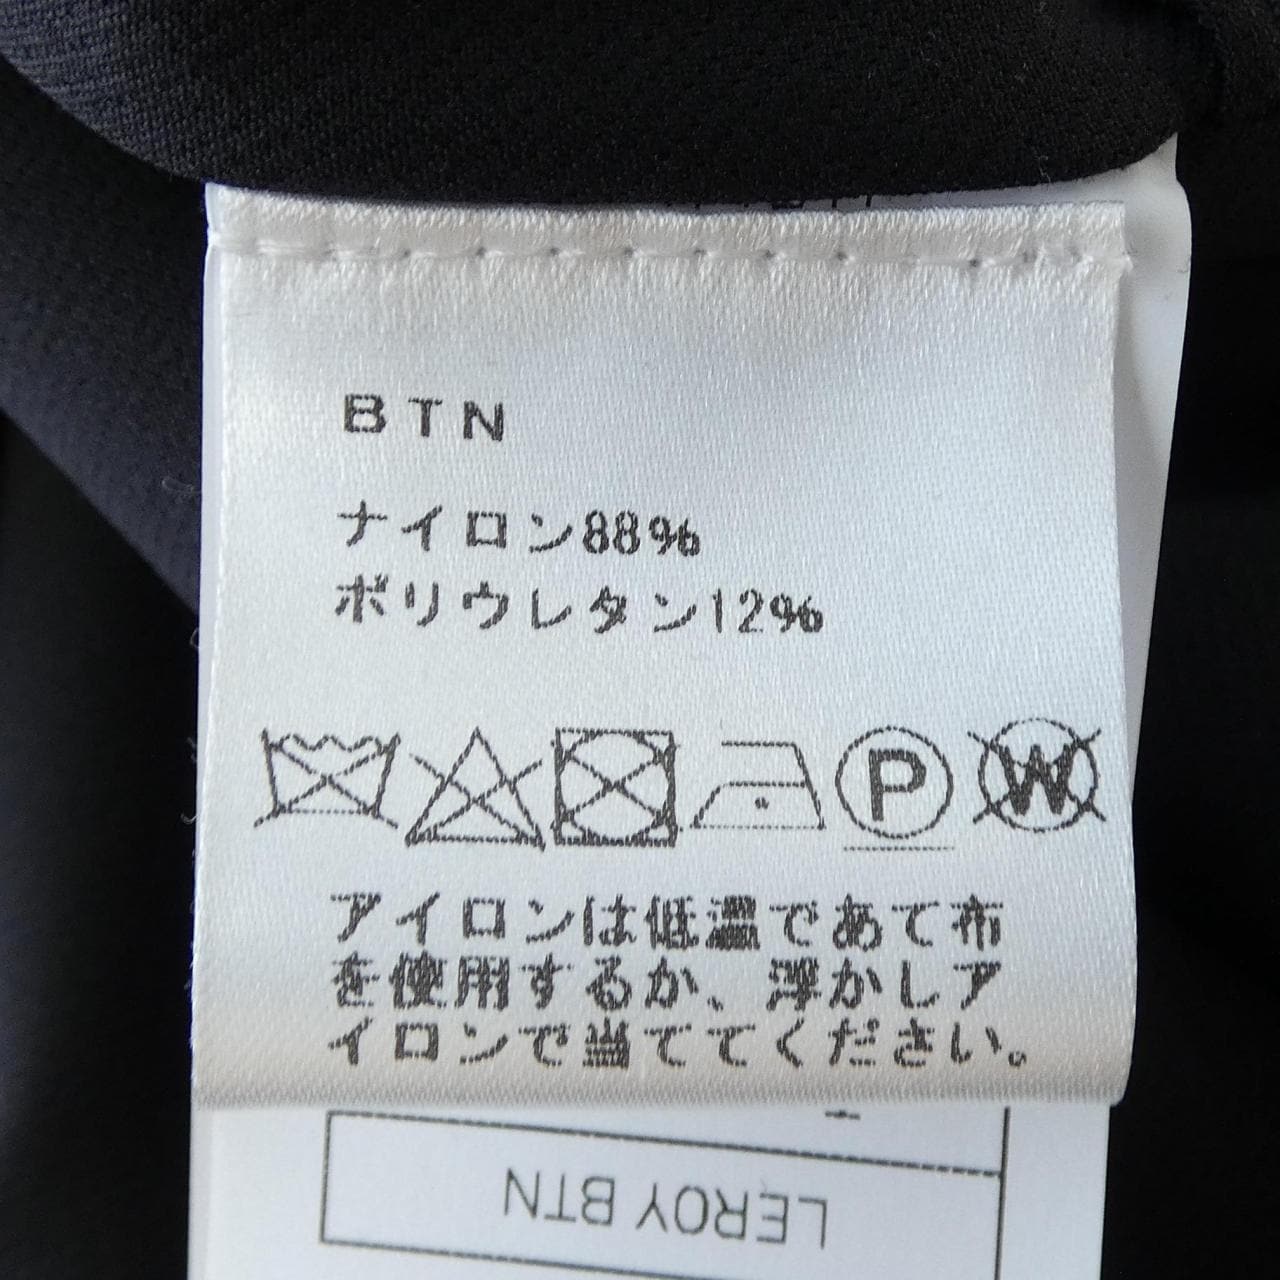 BTN
ナイロン88%
ポリウレタン12%
P W
アイロンは低温であて布
を使用するか、浮かしア
イロンで当ててください。
LEROY BTN